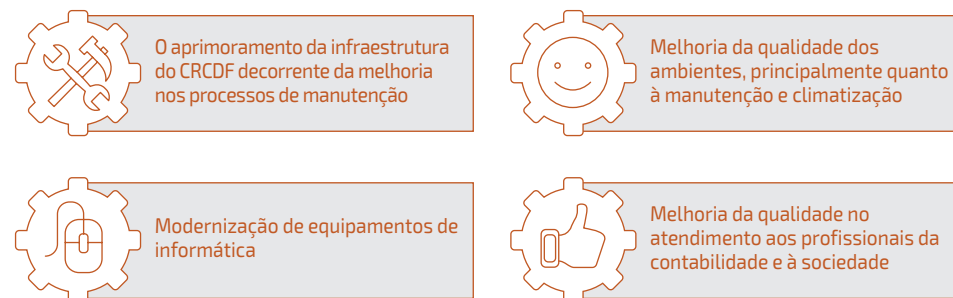 O aprimoramento da infraestrutura
do CRCDF decorrente da melhoria
nos processos de manutenção
Melhoria da qualidade dos
ambientes, principalmente quanto
à manutenção e climatização
Modernização de equipamentos de
informática
Melhoria da qualidade no
atendimento aos profissionais da
contabilidade e à sociedade